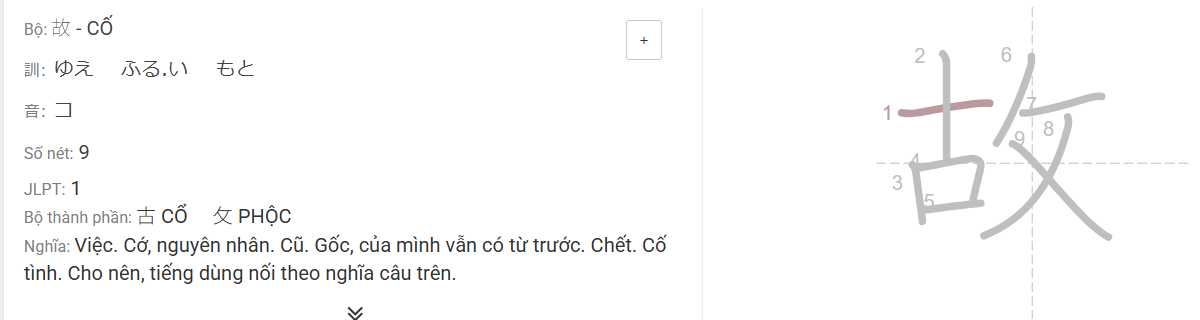 Bộ: 故 - CỐ
+
訓: ゆえ ふる.い もと
音: コ
Số nét: 9
JLPT: 1
Bộ thành phần: 古 CỔ 攵 PHỘC
Nghĩa: Việc. Cớ, nguyên nhân. Cũ. Gốc, của mình vẫn có từ trước. Chết. Cố
tình. Cho nên, tiếng dùng nối theo nghĩa câu trên.
故
1
2
3
4
5
6
7
8
9